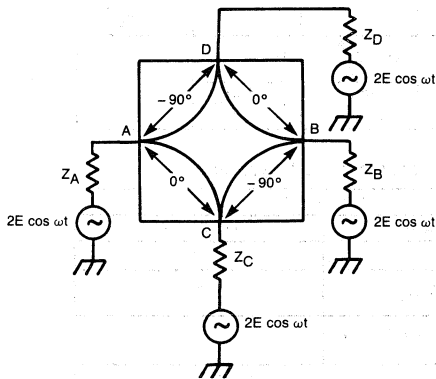 D
Z_D
2E cos ωt
−90°
0°
A
B
Z_A
Z_B
0°
−90°
C
2E cos ωt
2E cos ωt
Z_C
2E cos ωt